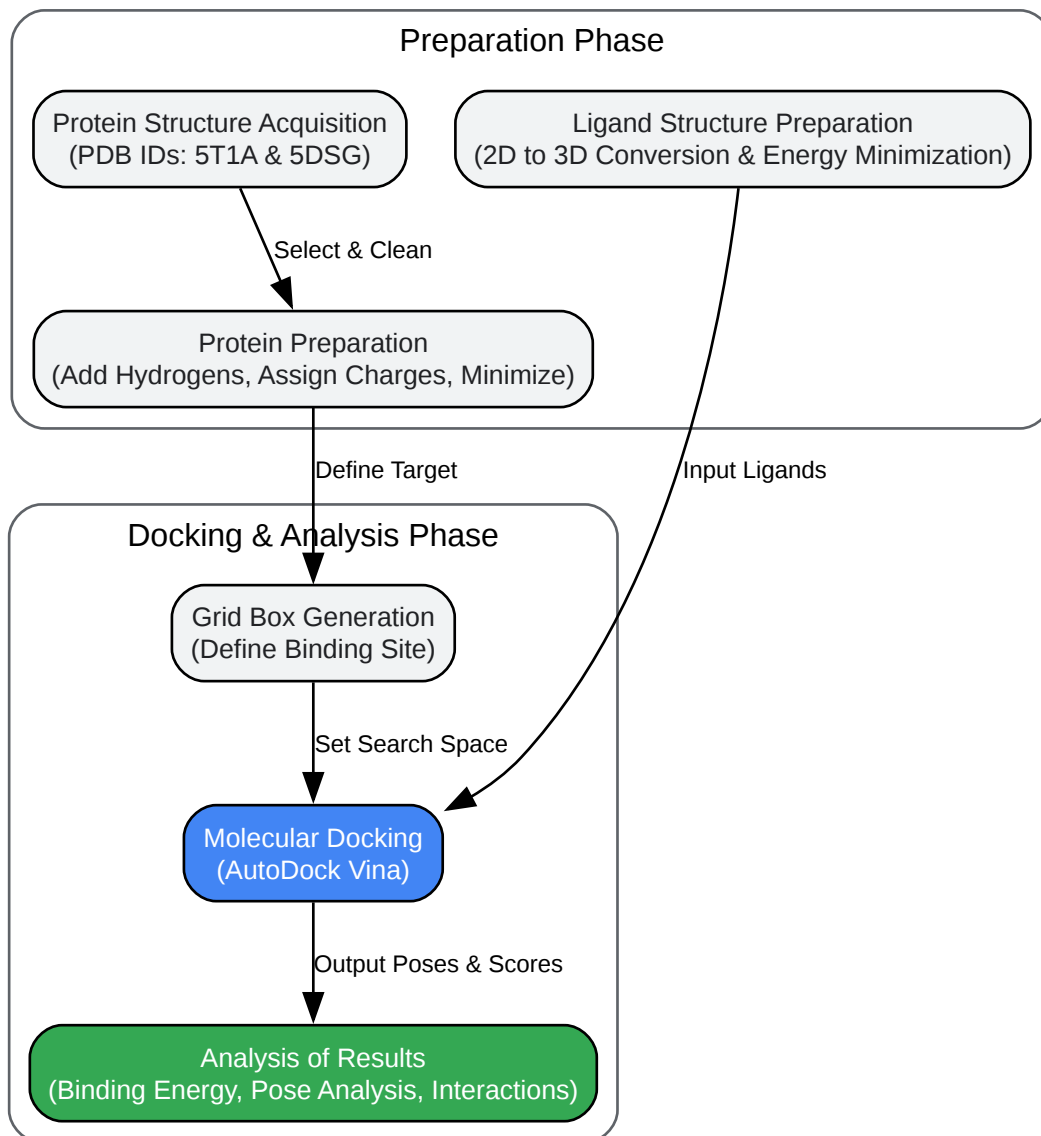 Preparation Phase
Protein Structure Acquisition
(PDB IDs: 5T1A & 5DSG)
Ligand Structure Preparation
(2D to 3D Conversion & Energy Minimization)
Select & Clean
Protein Preparation
(Add Hydrogens, Assign Charges, Minimize)
Define Target
Input Ligands
Docking & Analysis Phase
Grid Box Generation
(Define Binding Site)
Set Search Space
Molecular Docking
(AutoDock Vina)
Output Poses & Scores
Analysis of Results
(Binding Energy, Pose Analysis, Interactions)